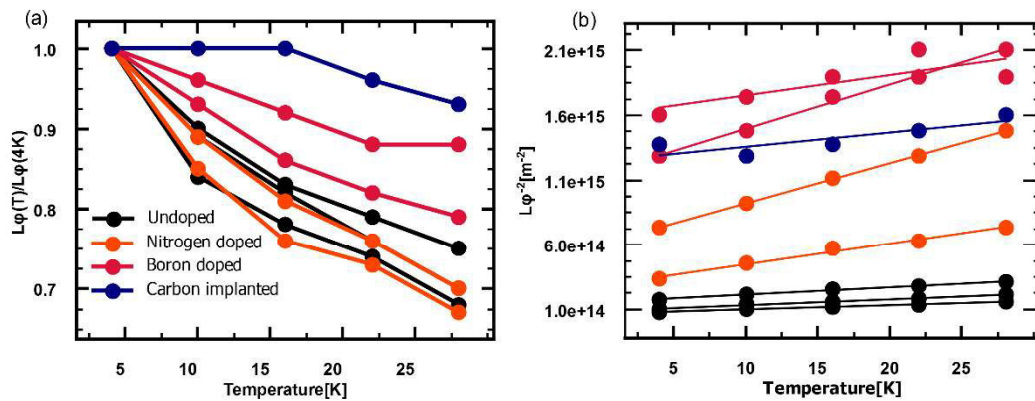 (a)
Lφ(T)/Lφ(4K)
1.0
0.9
0.8
0.7
Undoped
Nitrogen doped
Boron doped
Carbon implanted
5 10 15 20 25
Temperature[K]
(b)
Lφ⁻²[m⁻²]
2.1e+15
1.6e+15
1.1e+15
6.0e+14
1.0e+14
5 10 15 20 25
Temperature[K]